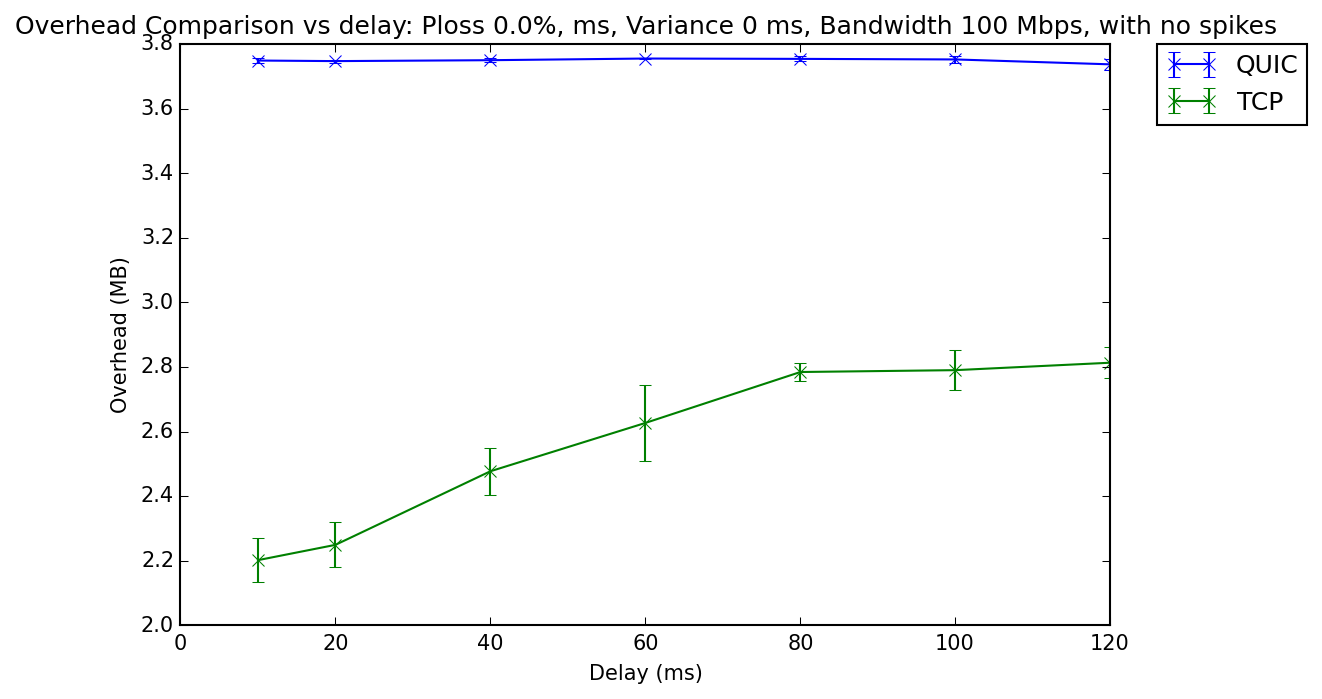 Overhead Comparison vs delay: Ploss 0.0%, ms, Variance 0 ms, Bandwidth 100 Mbps, with no spikes
QUIC
TCP
Overhead (MB)
3.8
3.6
3.4
3.2
3.0
2.8
2.6
2.4
2.2
2.0
0 20 40 60 80 100 120
Delay (ms)